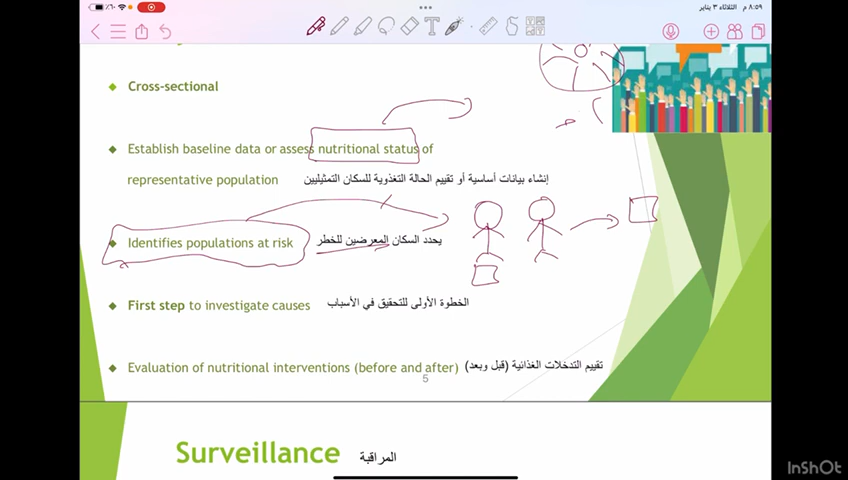 ٨:٥٩ م الثلاثاء ٣ يناير
٪٦٠
Cross-sectional
Establish baseline data or assess nutritional status of
representative population إنشاء بيانات أساسية أو تقييم الحالة التغذوية للسكان التمثيليين
Identifies populations at risk يحدد السكان المعرضين للخطر
First step to investigate causes الخطوة الأولى للتحقيق في الأسباب
Evaluation of nutritional interventions (before and after) تقييم التدخلات الغذائية (قبل وبعد)
5
Surveillance المراقبة
InShOt